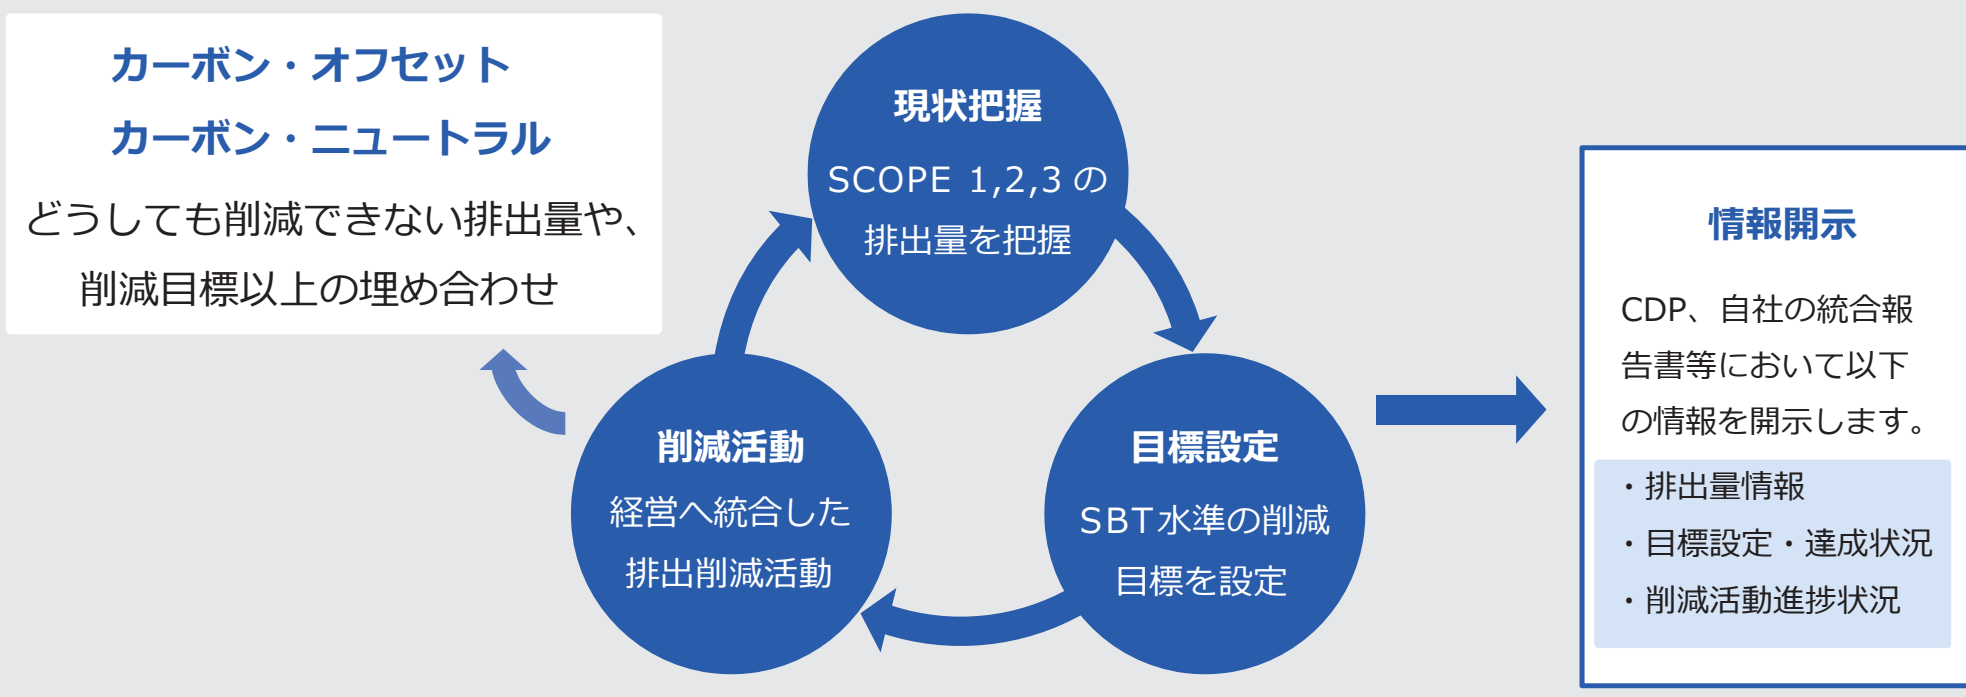 カーボン・オフセット
カーボン・ニュートラル
どうしても削減できない排出量や、
削減目標以上の埋め合わせ
現状把握
SCOPE 1,2,3 の
排出量を把握
削減活動
経営へ統合した
排出削減活動
目標設定
SBT水準の削減
目標を設定
情報開示
CDP、自社の統合報
告書等において以下
の情報を開示します。
・排出量情報
・目標設定・達成状況
・削減活動進捗状況